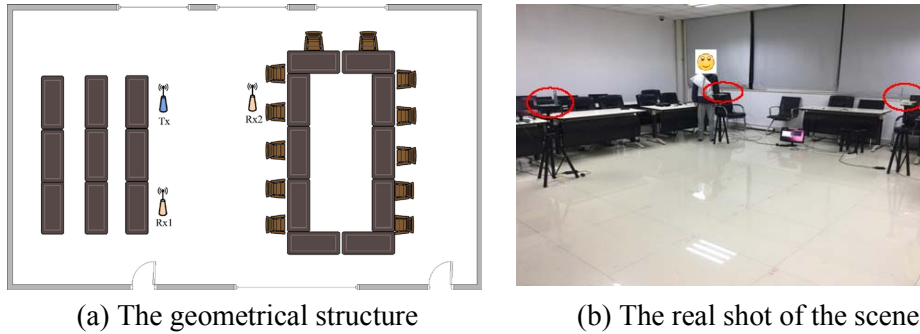 Tx
Rx2
Rx1
(a) The geometrical structure
(b) The real shot of the scene